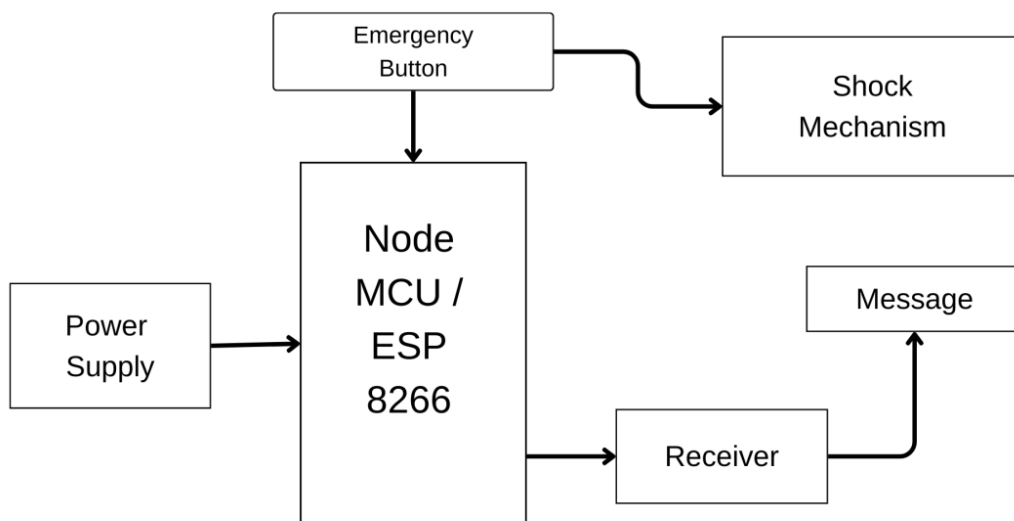 Emergency
Button
Shock
Mechanism
Node
MCU /
ESP
8266
Power
Supply
Message
Receiver